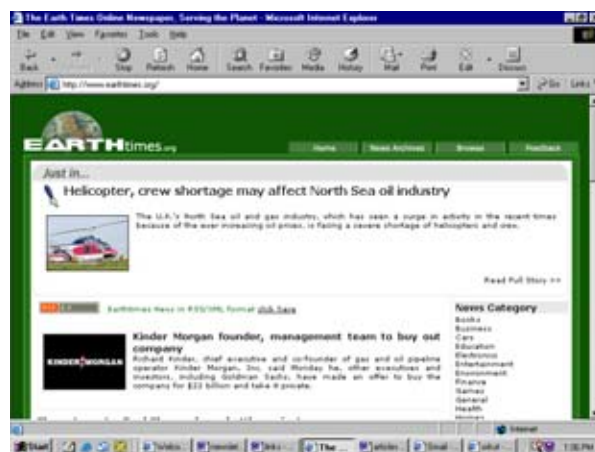 The Earth Times Online Newspaper, Serving the Planet - Microsoft Internet Explorer
File Edit View Favorites Tools Help
Back Stop Refresh Home Search Favorites Media History Mail Print Edit Discuss
Address http://www.earthtimes.org/ Go Links
EARTHtimes.org
Home News Archives Browse Feedback
Just in...
Helicopter, crew shortage may affect North Sea oil industry
The U.K.'s North Sea oil and gas industry, which has seen a surge in activity in the recent times
because of the ever increasing oil prices, is facing a severe shortage of helicopters and crew.
Read Full Story >>
Earthtimes News in RSS/XML format click here
News Category
Books
Business
Cars
Education
Electronics
Entertainment
Environment
Finance
Games
General
Health
Kinder Morgan founder, management team to buy out
company
KINDER MORGAN
Richard Kinder, chief executive and co-founder of gas and oil pipeline
operator Kinder Morgan, Inc, said Monday he, other executives and
investors, including Goldman Sachs, have made an offer to buy the
company for $22 billion and take it private.
Internet
Start The ... 1:36 PM